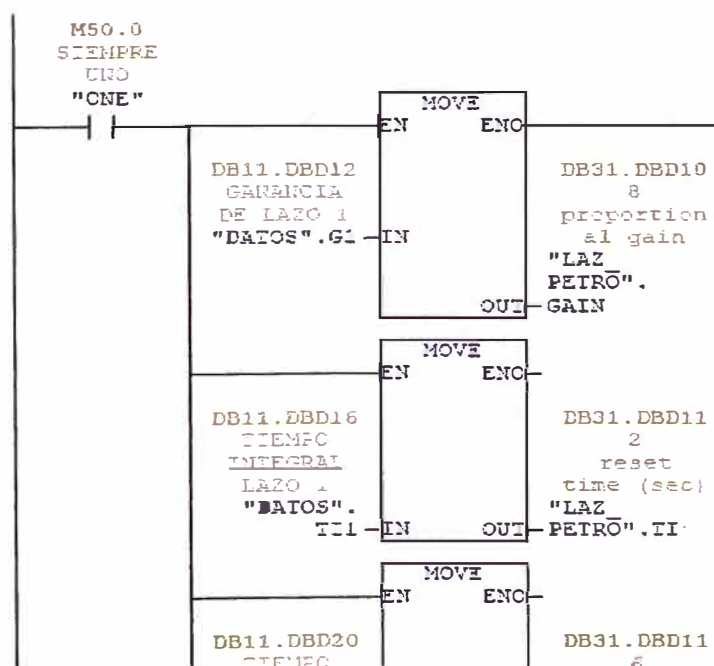 M50.0
SIEMPRE
UNO
"ONE"
MOVE
EN ENO
DB11.DBD12
GANANCIA
DE LAZO 1
"DATOS".G1
IN
DB31.DBD10
8
proportion
al gain
"LAZ_
PETRO".
GAIN
OUT
MOVE
EN ENO
DB11.DBD16
TIEMPO
INTEGRAL
LAZO 1
"DATOS".
TI1
IN
DB31.DBD11
2
reset
time (sec)
"LAZ_
PETRO".TI
OUT
MOVE
EN ENO
DB11.DBD20
TIEMPO
DB31.DBD11
6